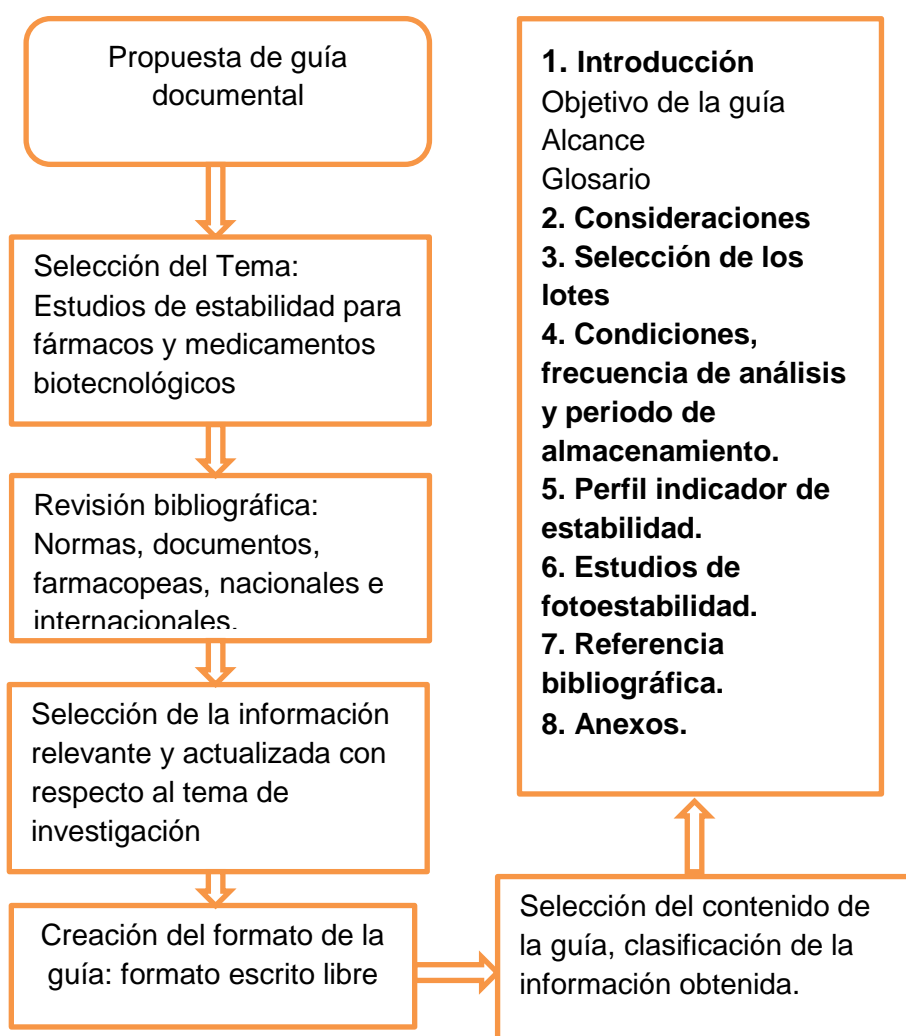 Propuesta de guía
documental
Selección del Tema:
Estudios de estabilidad para
fármacos y medicamentos
biotecnológicos
Revisión bibliográfica:
Normas, documentos,
farmacopeas, nacionales e
internacionales.
Selección de la información
relevante y actualizada con
respecto al tema de
investigación
Creación del formato de la
guía: formato escrito libre
Selección del contenido de
la guía, clasificación de la
información obtenida.
1. Introducción
Objetivo de la guía
Alcance
Glosario
2. Consideraciones
3. Selección de los
lotes
4. Condiciones,
frecuencia de análisis
y periodo de
almacenamiento.
5. Perfil indicador de
estabilidad.
6. Estudios de
fotoestabilidad.
7. Referencia
bibliográfica.
8. Anexos.